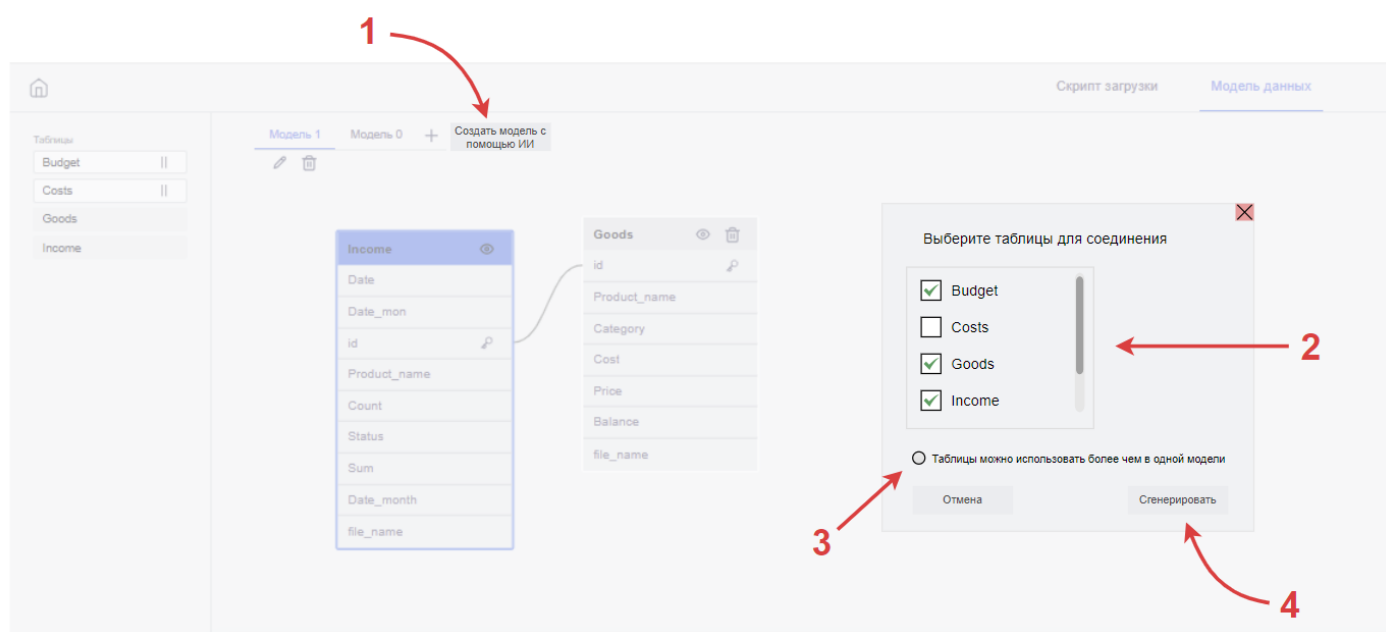 1
Скрипт загрузки
Модель данных
Таблицы
Budget
Costs
Goods
Income
Модель 1
Модель 0
Создать модель с
помощью ИИ
Income
Date
Date_mon
id
Product_name
Count
Status
Sum
Date_month
file_name
Goods
id
Product_name
Category
Cost
Price
Balance
file_name
Выберите таблицы для соединения
Budget
Costs
Goods
Income
2
Таблицы можно использовать более чем в одной модели
3
Отмена
Сгенерировать
4